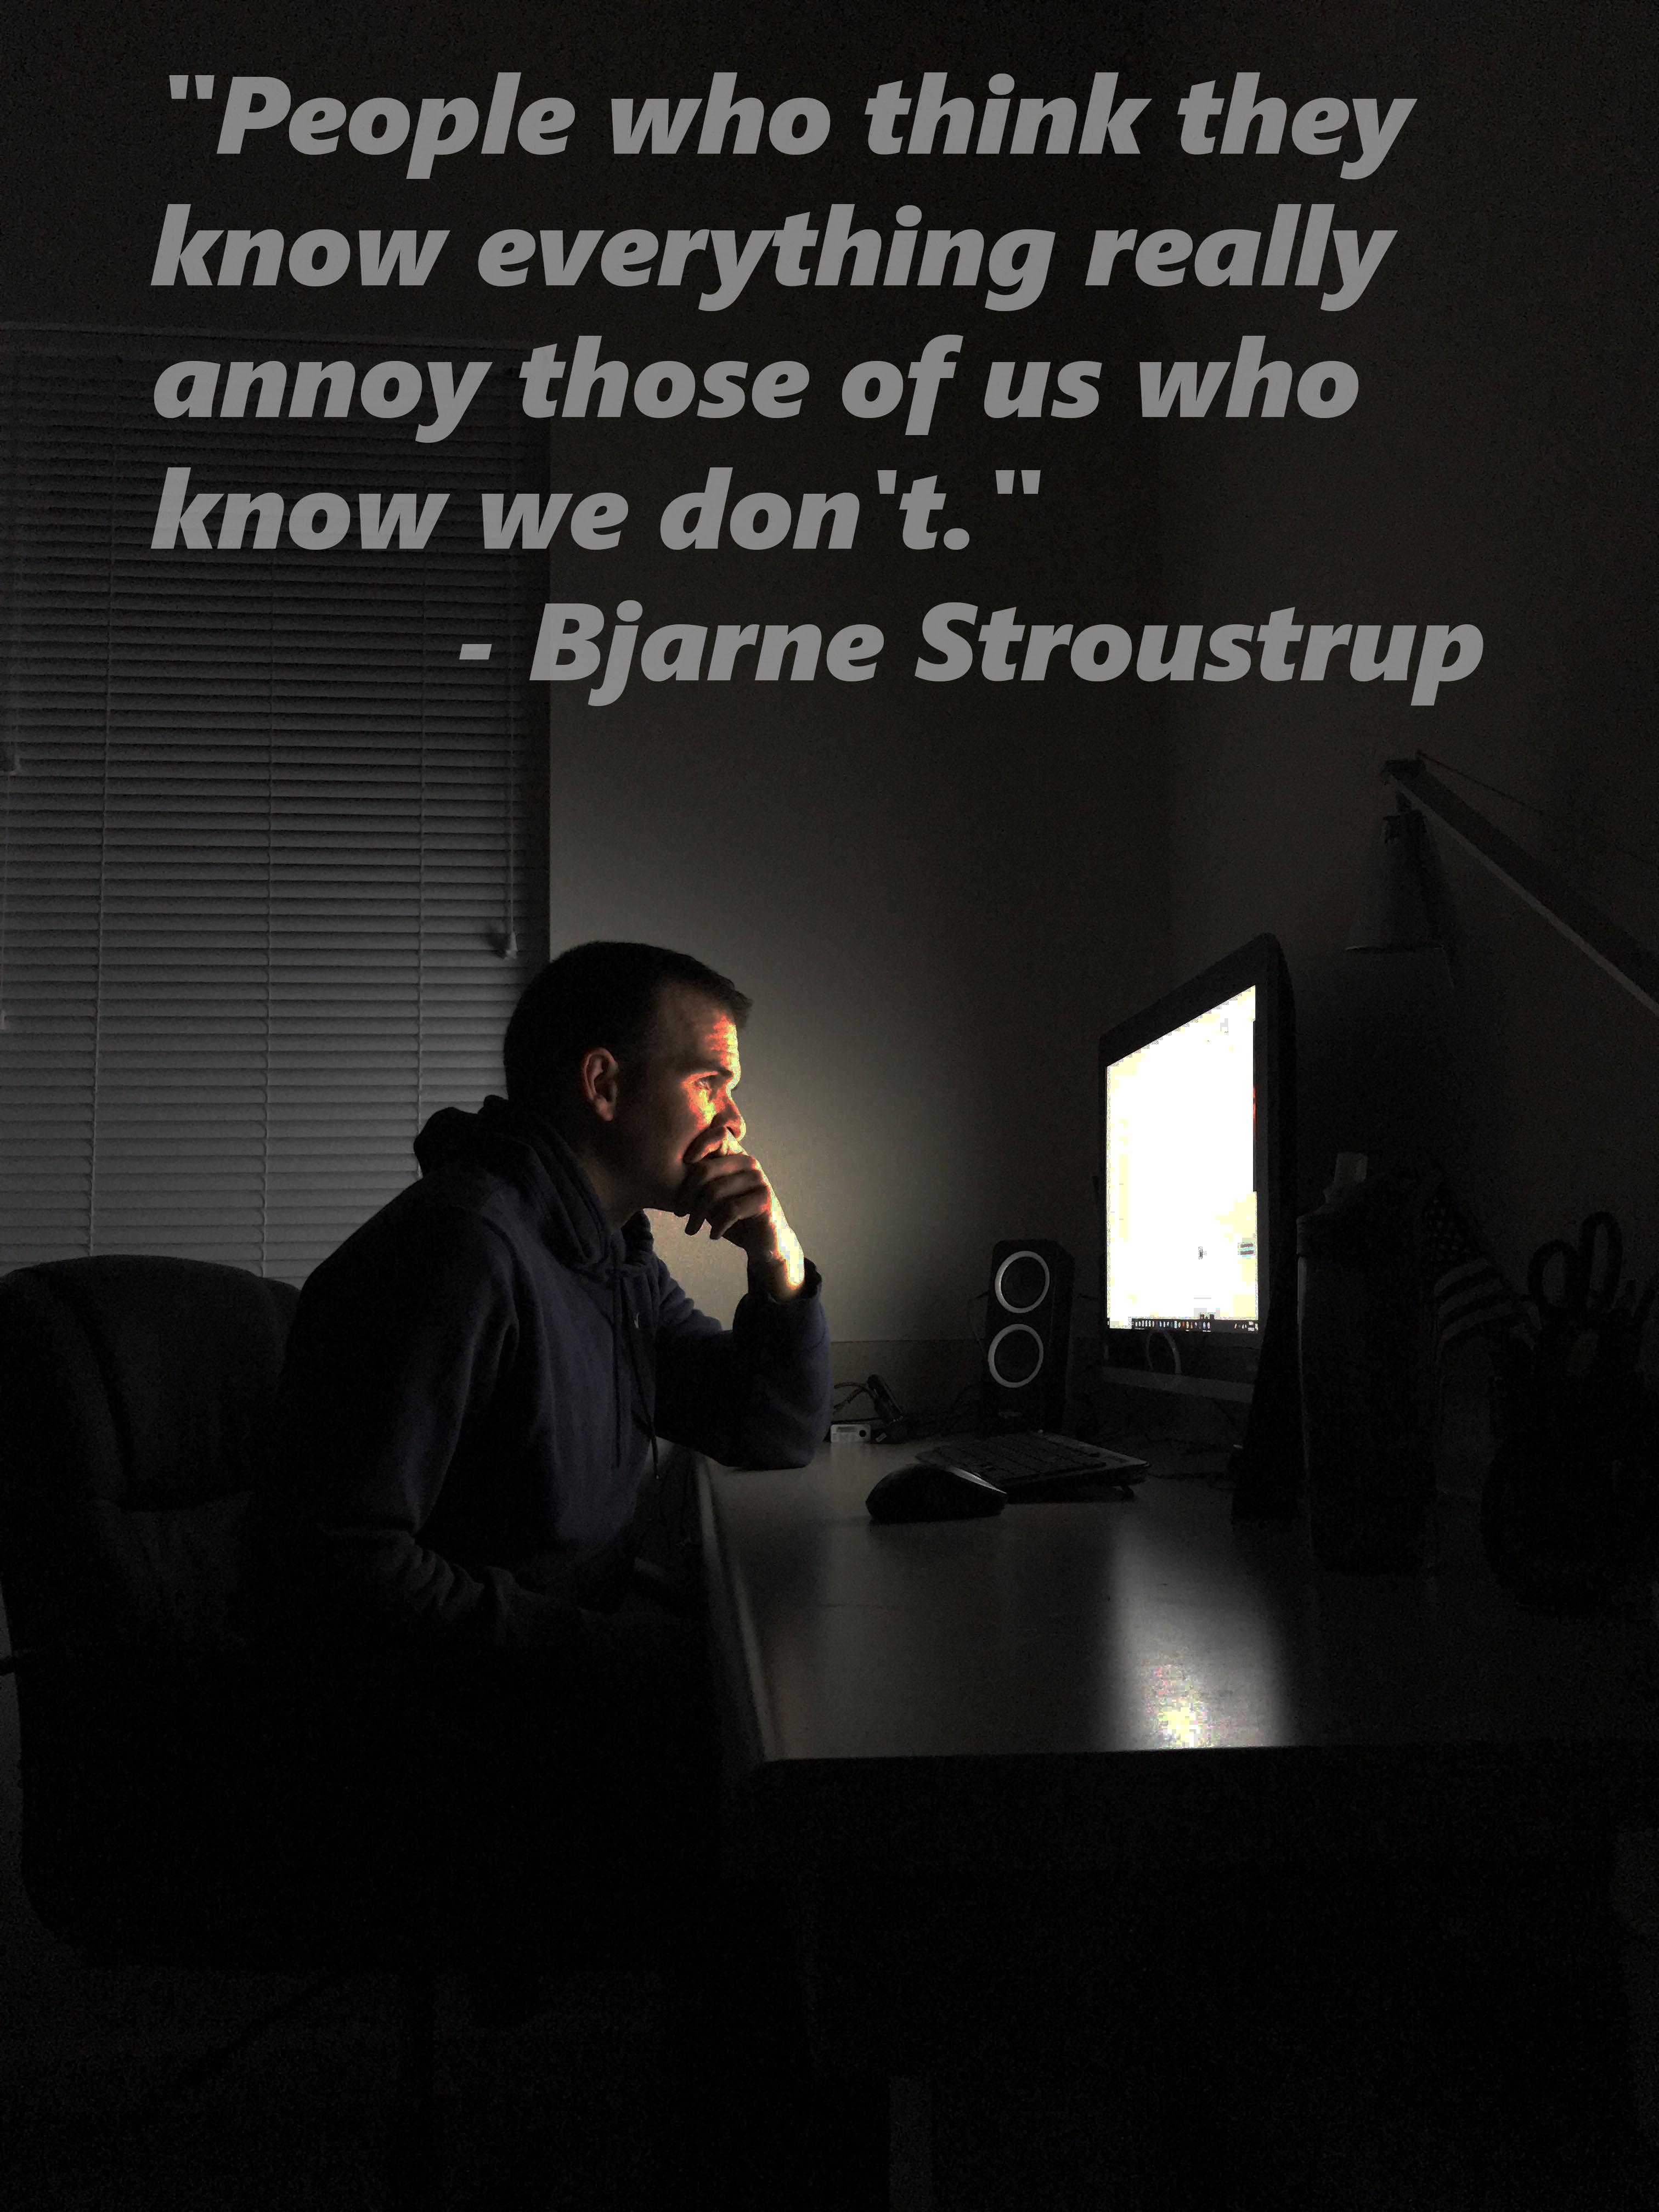 "People who think they
know everything really
annoy those of us who
know we don't."
- Bjarne Stroustrup